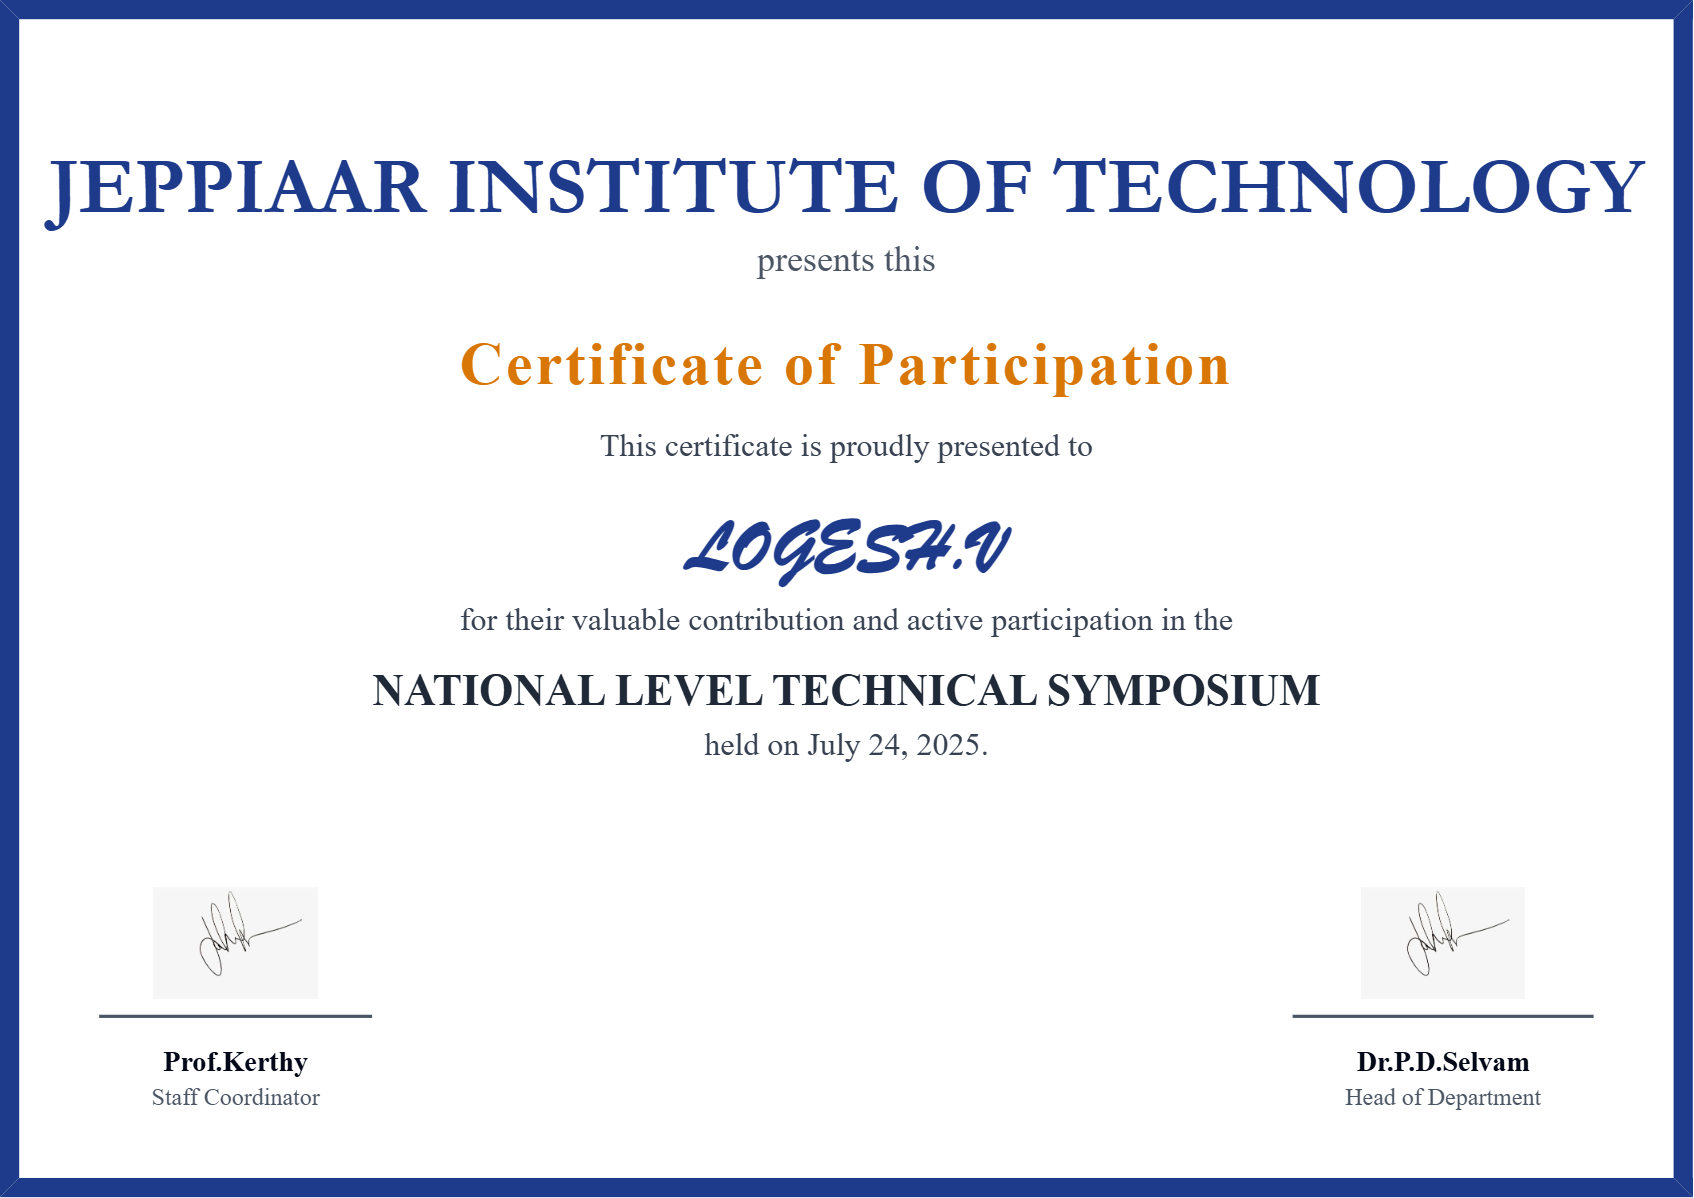 JEPPIAAR INSTITUTE OF TECHNOLOGY
presents this
Certificate of Participation
This certificate is proudly presented to
LOGESH.V
for their valuable contribution and active participation in the
NATIONAL LEVEL TECHNICAL SYMPOSIUM
held on July 24, 2025.
Prof.Kerthy
Staff Coordinator
Dr.P.D.Selvam
Head of Department